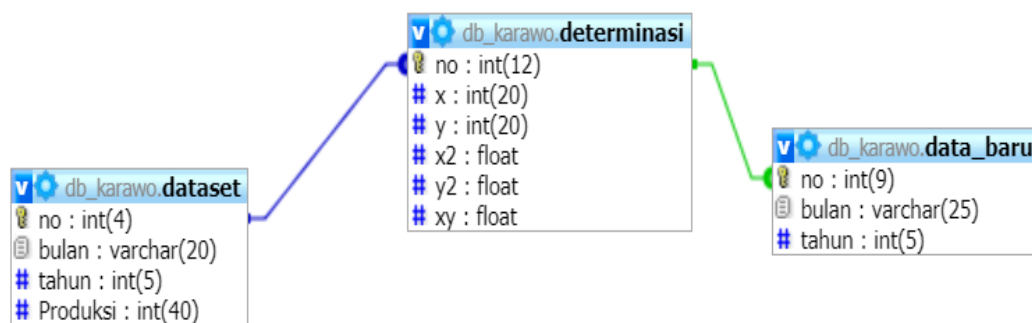 db_karawo.determinasi
no : int(12)
x : int(20)
y : int(20)
x2 : float
y2 : float
xy : float
db_karawo.data_baru
no : int(9)
bulan : varchar(25)
tahun : int(5)
db_karawo.dataset
no : int(4)
bulan : varchar(20)
tahun : int(5)
Produksi : int(40)